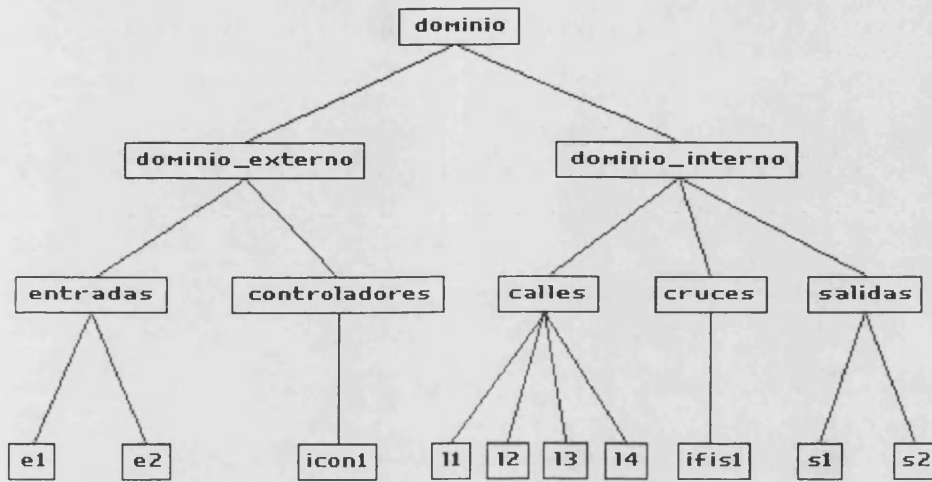 dominio
dominio_externo dominio_interno
entradas controladores calles cruces salidas
e1 e2 icon1 l1 l2 l3 l4 ifis1 s1 s2